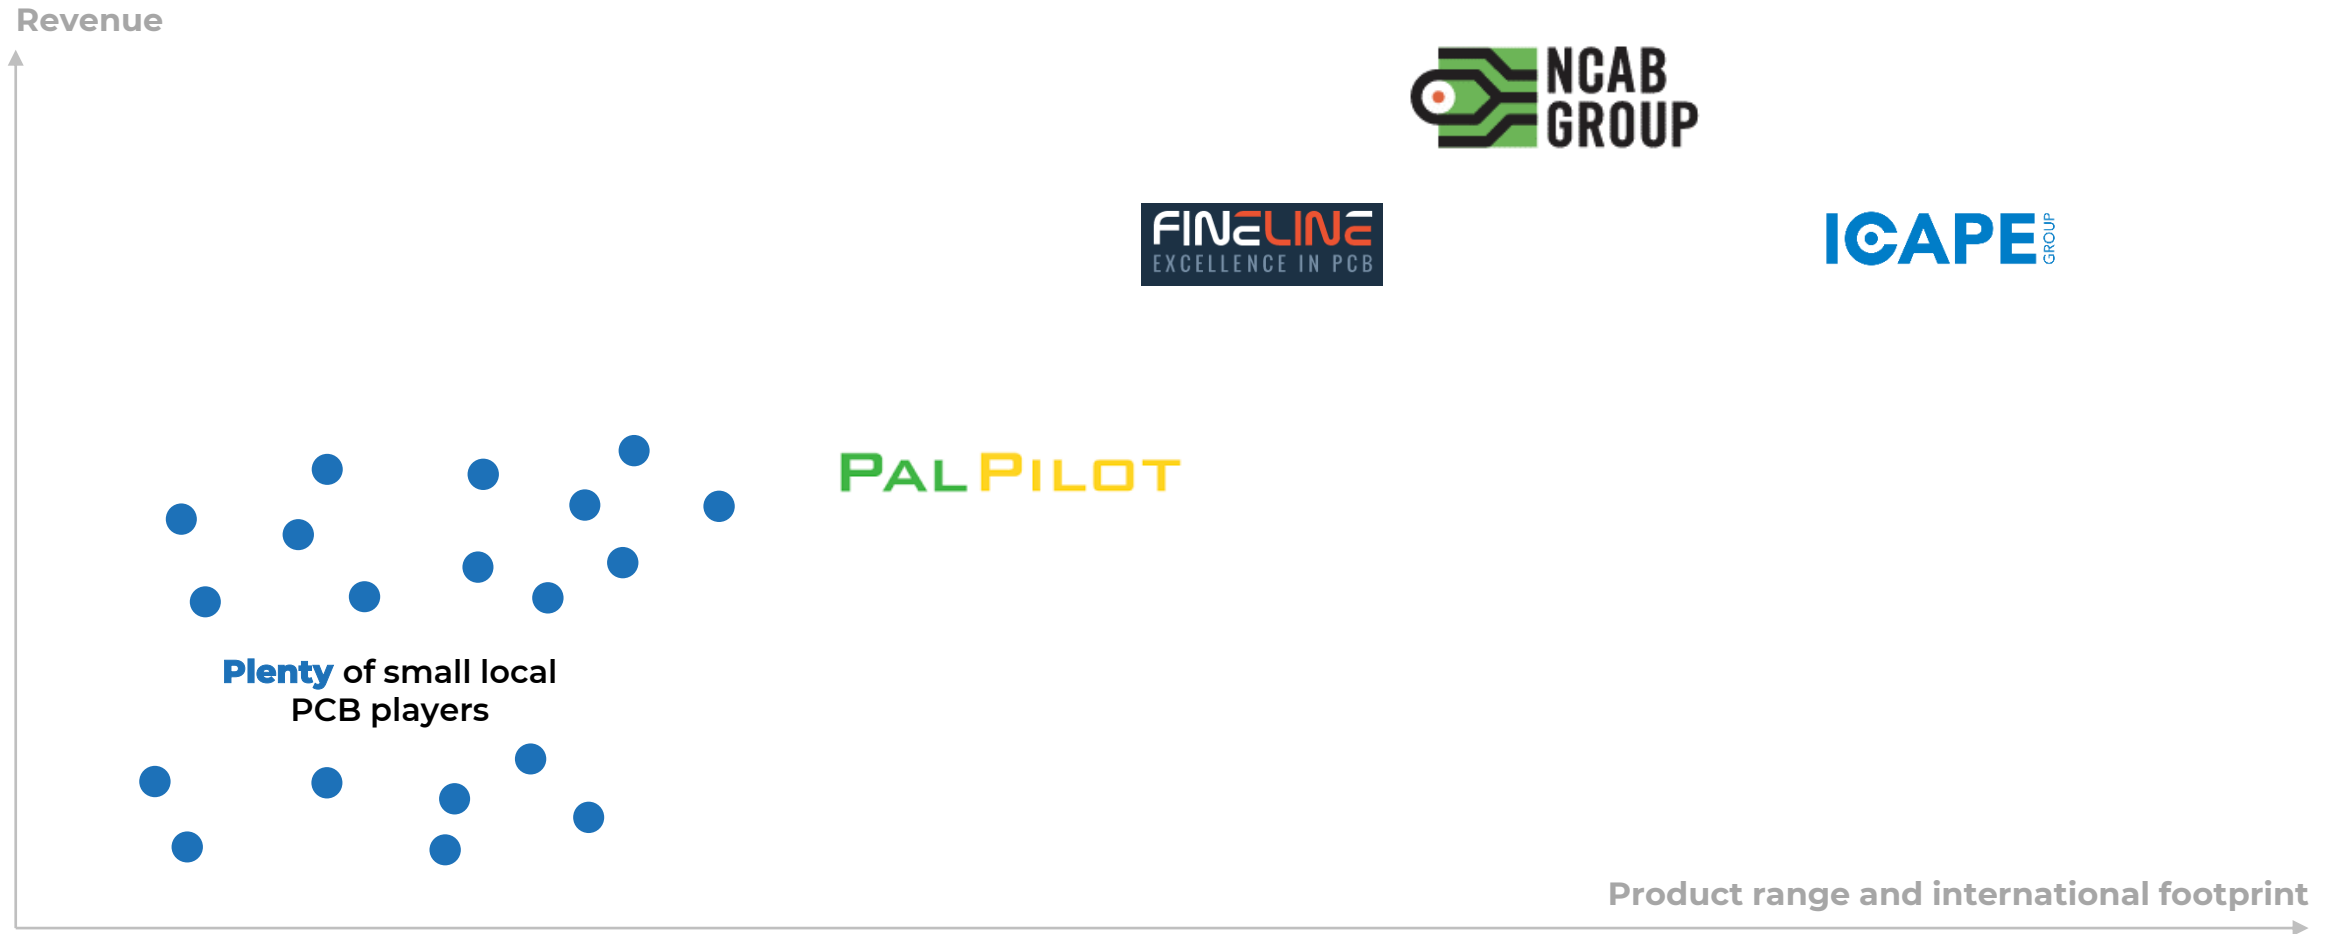 Revenue
NCAB
GROUP
FINELINE
EXCELLENCE IN PCB
ICAPE GROUP
PALPILOT
Plenty of small local
PCB players
Product range and international footprint